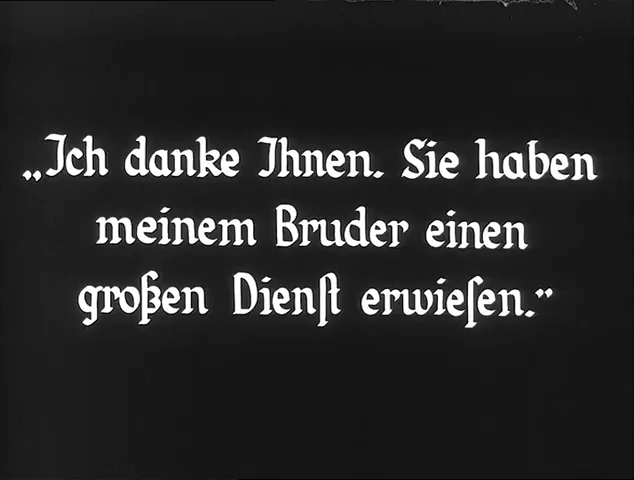 „Ich danke Ihnen. Sie haben
meinem Bruder einen
großen Dienſt erwieſen.”